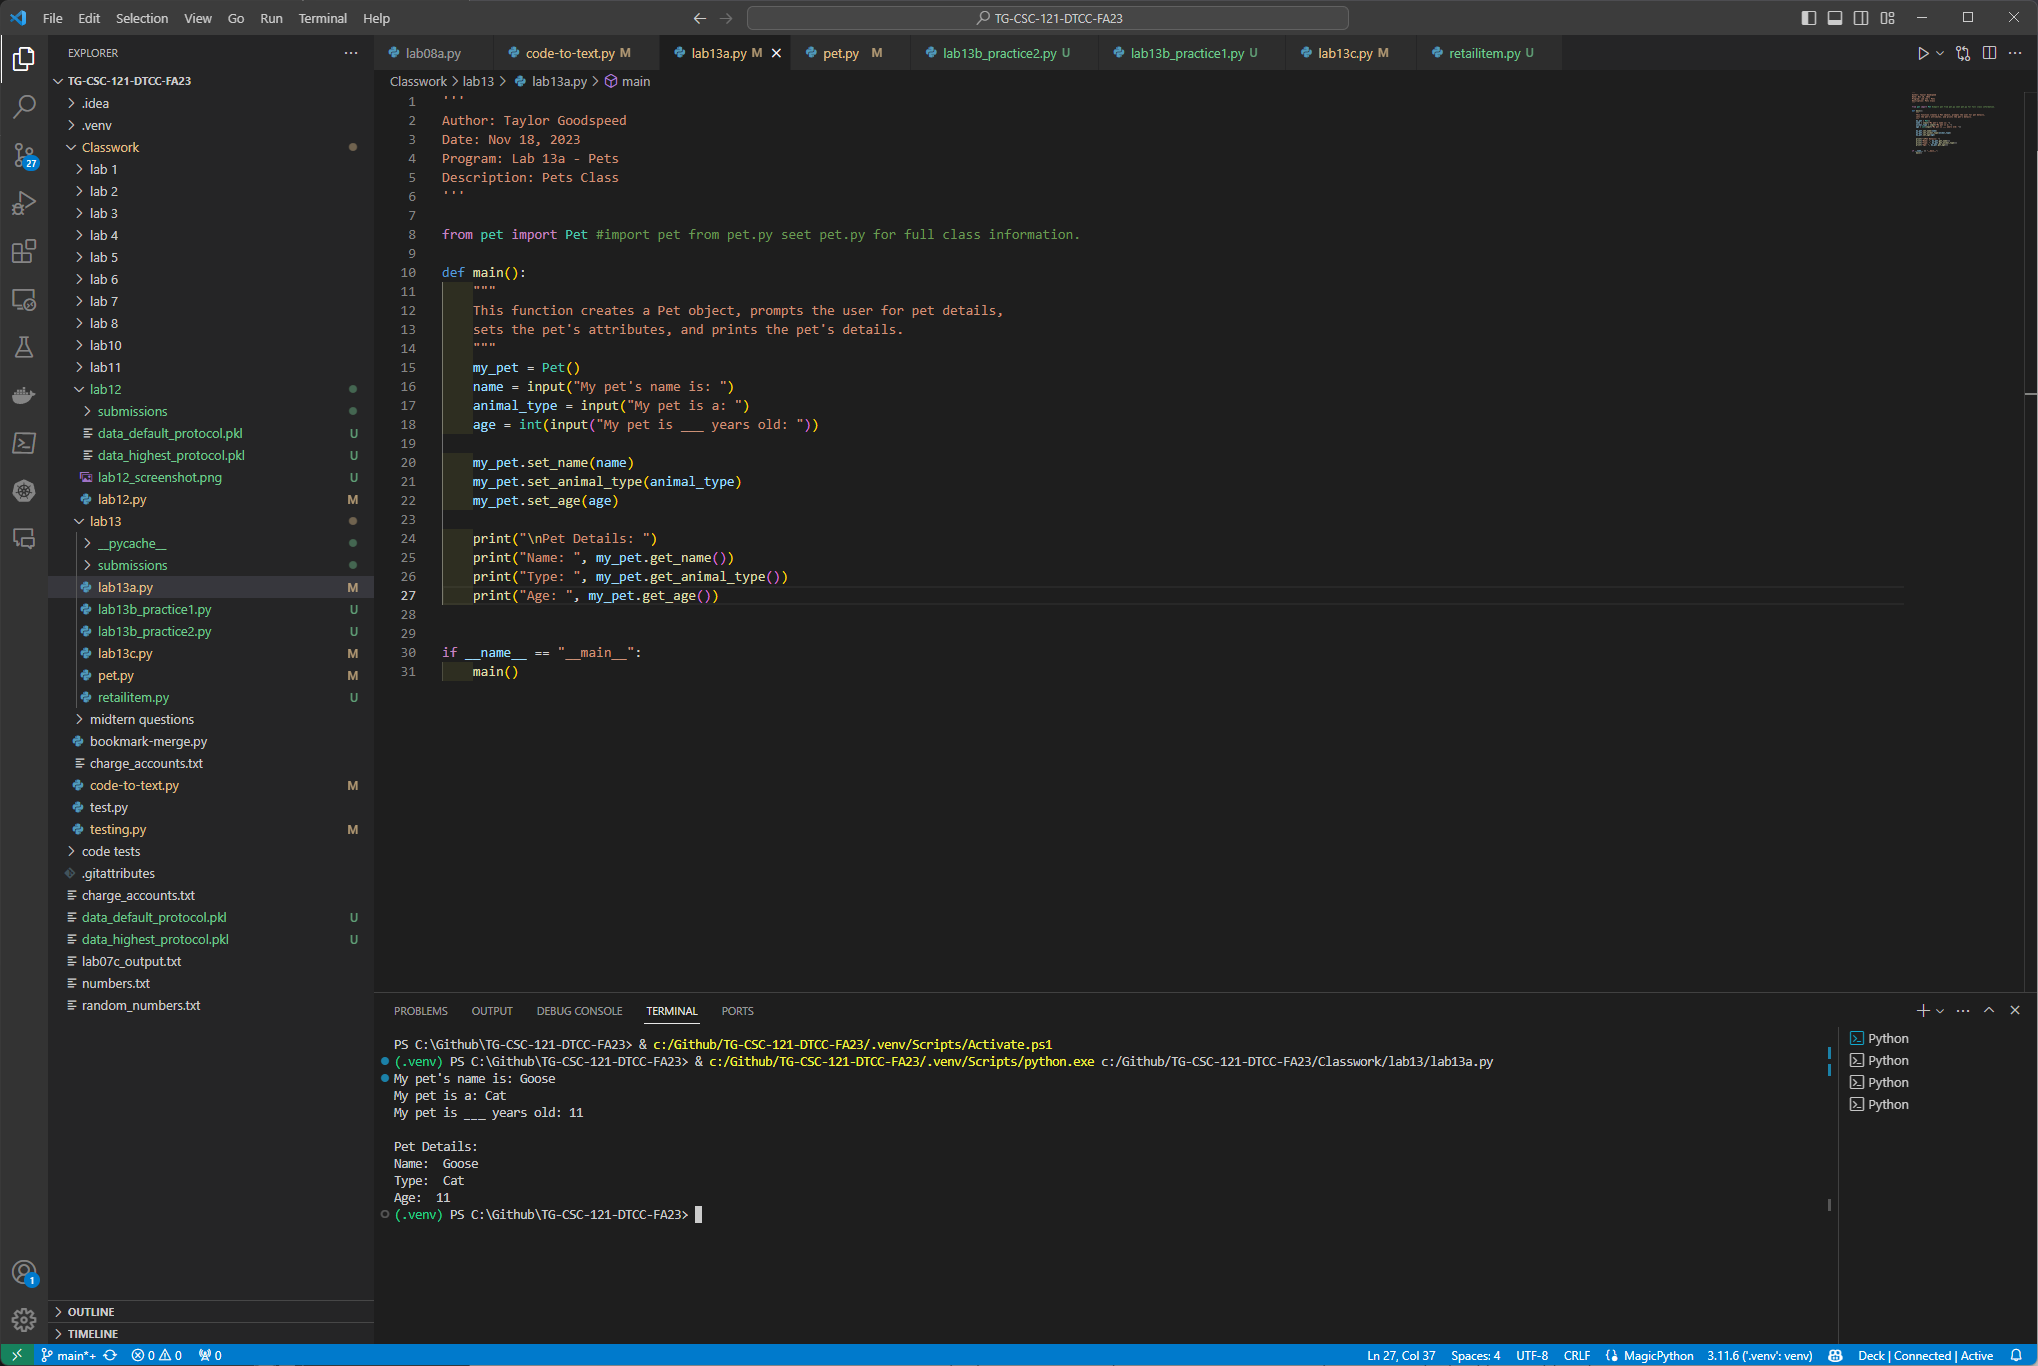 File Edit Selection View Go Run Terminal Help
TG-CSC-121-DTCC-FA23
EXPLORER
TG-CSC-121-DTCC-FA23
.idea
.venv
Classwork
lab 1
lab 2
lab 3
lab 4
lab 5
lab 6
lab 7
lab 8
lab10
lab11
lab12
submissions
data_default_protocol.pkl U
data_highest_protocol.pkl U
lab12_screenshot.png U
lab12.py M
lab13
__pycache__
submissions
lab13a.py M
lab13b_practice1.py U
lab13b_practice2.py U
lab13c.py M
pet.py M
retailitem.py U
midtern questions
bookmark-merge.py
charge_accounts.txt
code-to-text.py M
test.py
testing.py M
code tests
.gitattributes
charge_accounts.txt
data_default_protocol.pkl U
data_highest_protocol.pkl U
lab07c_output.txt
numbers.txt
random_numbers.txt
OUTLINE
TIMELINE
27
1
lab08a.py code-to-text.py M lab13a.py M pet.py M lab13b_practice2.py U lab13b_practice1.py U lab13c.py M retailitem.py U
Classwork > lab13 > lab13a.py > main
1 '''
2 Author: Taylor Goodspeed
3 Date: Nov 18, 2023
4 Program: Lab 13a - Pets
5 Description: Pets Class
6 '''
7
8 from pet import Pet #import pet from pet.py seet pet.py for full class information.
9
10 def main():
11 """
12 This function creates a Pet object, prompts the user for pet details,
13 sets the pet's attributes, and prints the pet's details.
14 """
15 my_pet = Pet()
16 name = input("My pet's name is: ")
17 animal_type = input("My pet is a: ")
18 age = int(input("My pet is ___ years old: "))
19
20 my_pet.set_name(name)
21 my_pet.set_animal_type(animal_type)
22 my_pet.set_age(age)
23
24 print("\nPet Details: ")
25 print("Name: ", my_pet.get_name())
26 print("Type: ", my_pet.get_animal_type())
27 print("Age: ", my_pet.get_age())
28
29
30 if __name__ == "__main__":
31 main()
PROBLEMS OUTPUT DEBUG CONSOLE TERMINAL PORTS
PS C:\Github\TG-CSC-121-DTCC-FA23> & c:/Github/TG-CSC-121-DTCC-FA23/.venv/Scripts/Activate.ps1
(.venv) PS C:\Github\TG-CSC-121-DTCC-FA23> & c:/Github/TG-CSC-121-DTCC-FA23/.venv/Scripts/python.exe c:/Github/TG-CSC-121-DTCC-FA23/Classwork/lab13/lab13a.py
My pet's name is: Goose
My pet is a: Cat
My pet is ___ years old: 11

Pet Details:
Name:  Goose
Type:  Cat
Age:  11
(.venv) PS C:\Github\TG-CSC-121-DTCC-FA23>
Python
Python
Python
Python
main*+ 0 0 0 Ln 27, Col 37 Spaces: 4 UTF-8 CRLF MagicPython 3.11.6 ('.venv': venv) Deck | Connected | Active